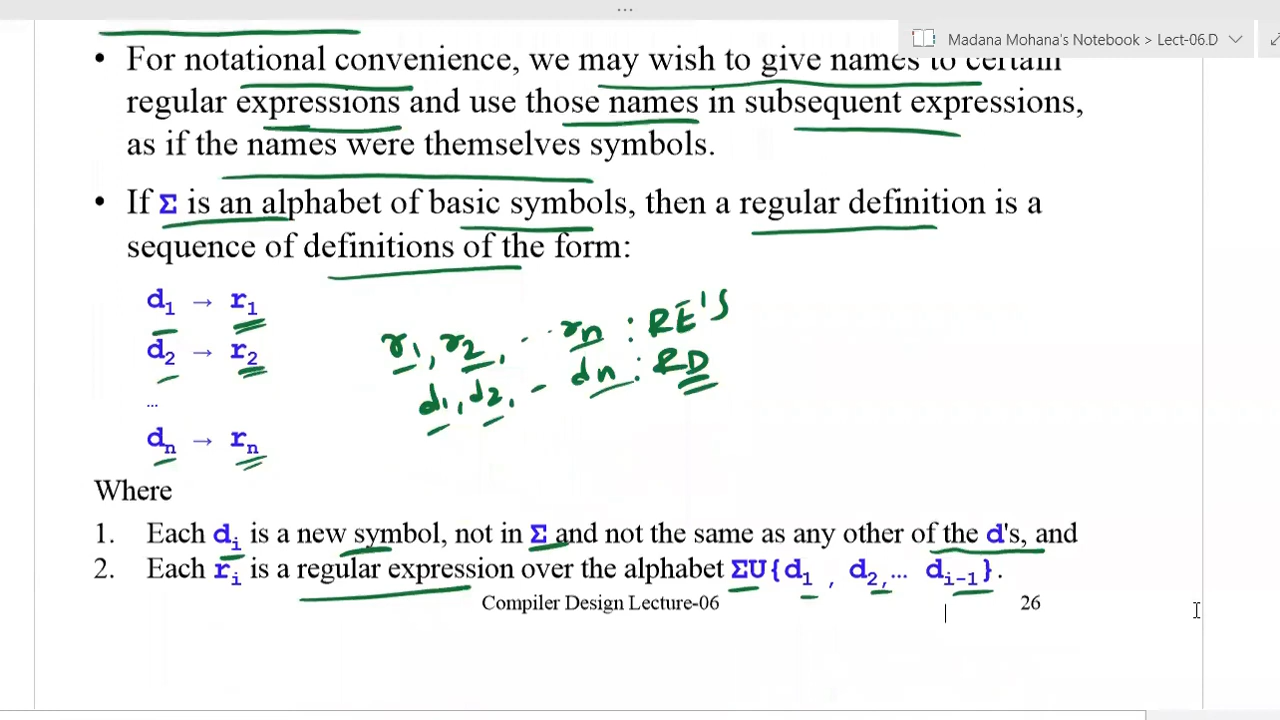 ...
Madana Mohana's Notebook > Lect-06.D
• For notational convenience, we may wish to give names to certain
regular expressions and use those names in subsequent expressions,
as if the names were themselves symbols.
• If Σ is an alphabet of basic symbols, then a regular definition is a
sequence of definitions of the form:
d₁ → r₁
d₂ → r₂
...
dₙ → rₙ
r₁, r₂, .. rₙ : RE'S
d₁, d₂, - dₙ : RD
Where
1. Each dᵢ is a new symbol, not in Σ and not the same as any other of the d's, and
2. Each rᵢ is a regular expression over the alphabet ΣU{d₁ , d₂,… dᵢ₋₁}.
Compiler Design Lecture-06 26